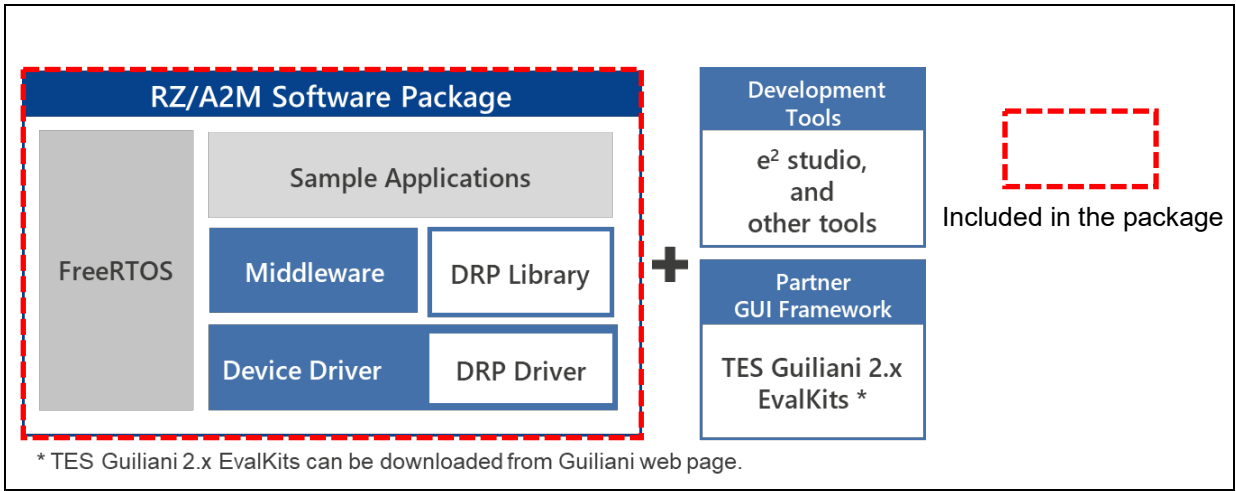 RZ/A2M Software Package
FreeRTOS
Sample Applications
Middleware
DRP Library
Device Driver
DRP Driver
Development
Tools
e² studio,
and
other tools
Partner
GUI Framework
TES Guiliani 2.x
EvalKits *
Included in the package
* TES Guiliani 2.x EvalKits can be downloaded from Guiliani web page.